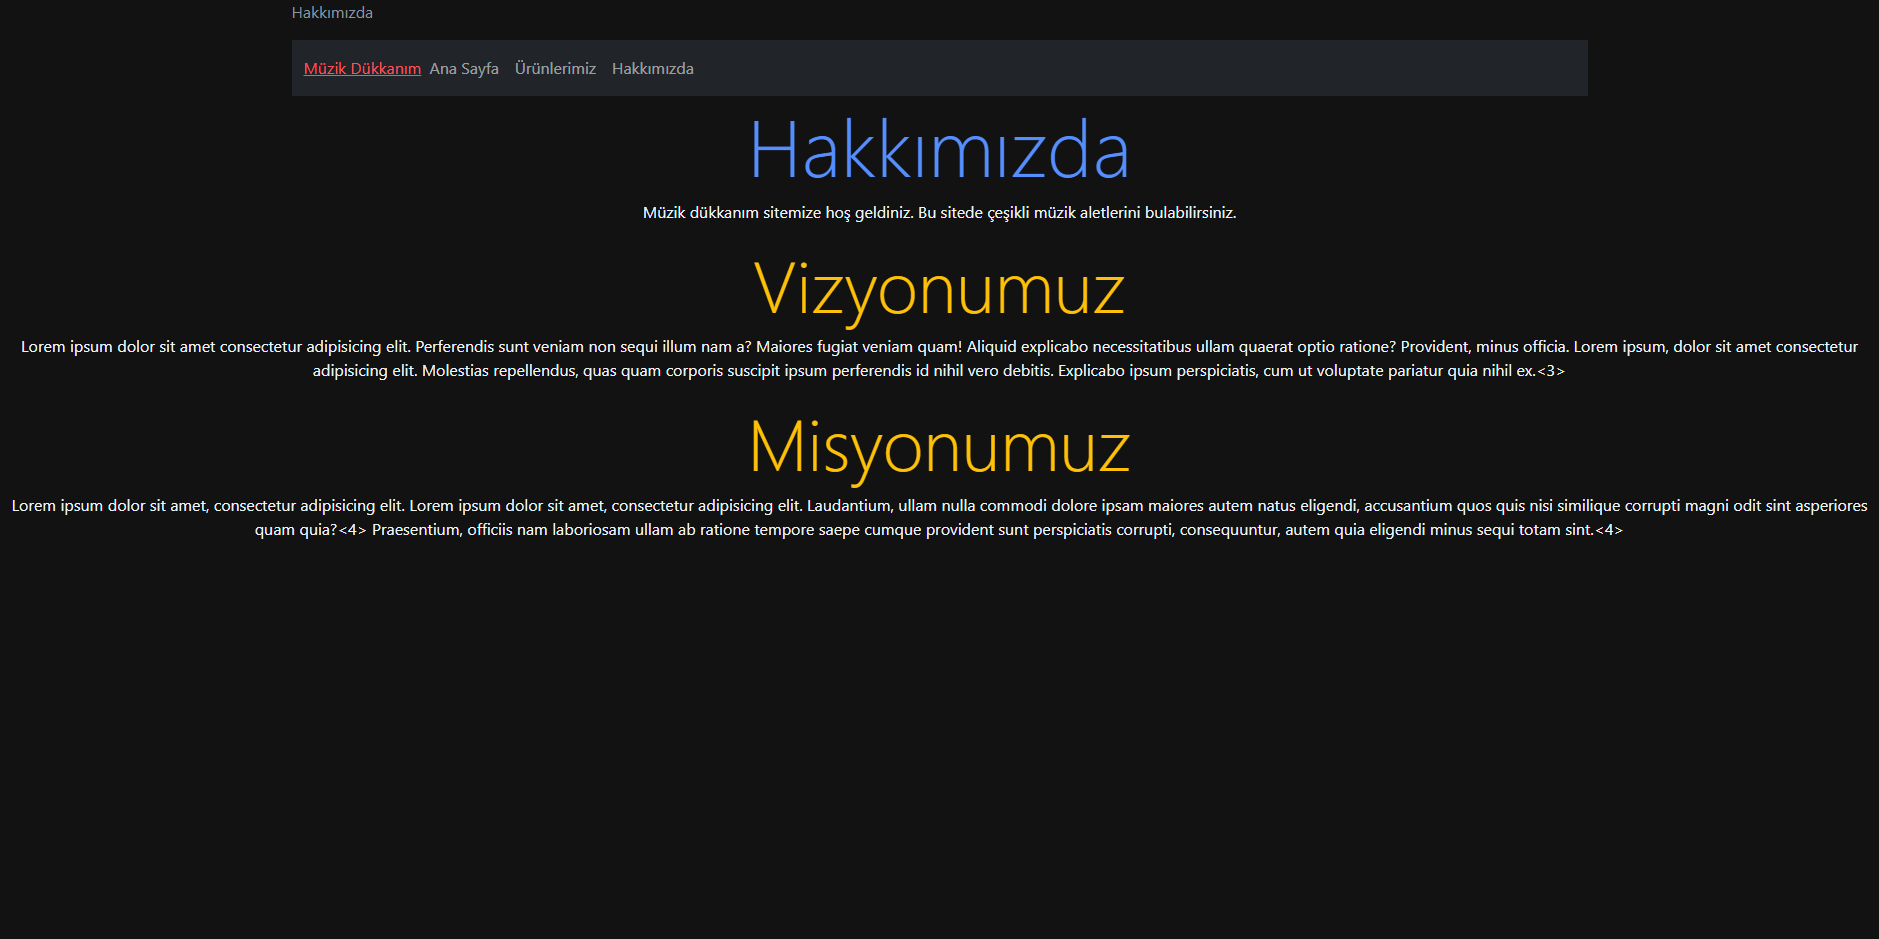 Hakkımızda
Müzik Dükkanım Ana Sayfa Ürünlerimiz Hakkımızda
Hakkımızda
Müzik dükkanım sitemize hoş geldiniz. Bu sitede çeşikli müzik aletlerini bulabilirsiniz.
Vizyonumuz
Lorem ipsum dolor sit amet consectetur adipisicing elit. Perferendis sunt veniam non sequi illum nam a? Maiores fugiat veniam quam! Aliquid explicabo necessitatibus ullam quaerat optio ratione? Provident, minus officia. Lorem ipsum, dolor sit amet consectetur
adipisicing elit. Molestias repellendus, quas quam corporis suscipit ipsum perferendis id nihil vero debitis. Explicabo ipsum perspiciatis, cum ut voluptate pariatur quia nihil ex.<3>
Misyonumuz
Lorem ipsum dolor sit amet, consectetur adipisicing elit. Lorem ipsum dolor sit amet, consectetur adipisicing elit. Laudantium, ullam nulla commodi dolore ipsam maiores autem natus eligendi, accusantium quos quis nisi similique corrupti magni odit sint asperiores
quam quia?<4> Praesentium, officiis nam laboriosam ullam ab ratione tempore saepe cumque provident sunt perspiciatis corrupti, consequuntur, autem quia eligendi minus sequi totam sint.<4>